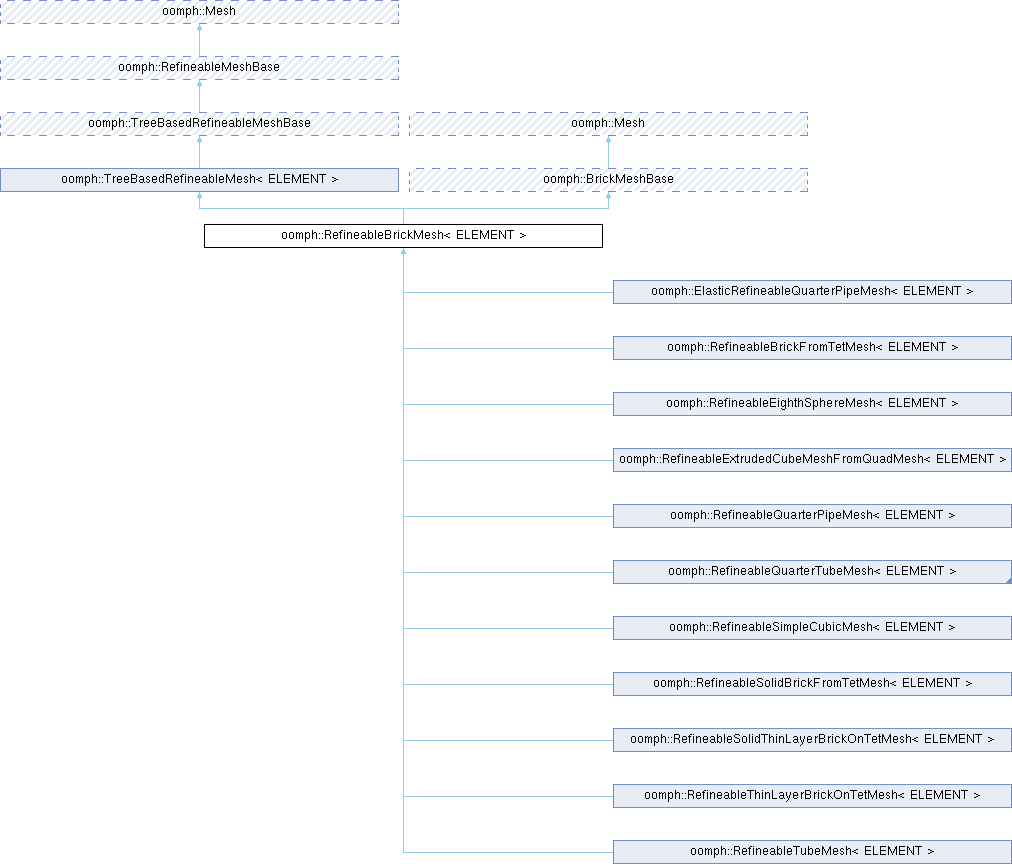 oomph::Mesh
oomph::RefineableMeshBase
oomph::TreeBasedRefineableMeshBase
oomph::Mesh
oomph::TreeBasedRefineableMesh< ELEMENT >
oomph::BrickMeshBase
oomph::RefineableBrickMesh< ELEMENT >
oomph::ElasticRefineableQuarterPipeMesh< ELEMENT >
oomph::RefineableBrickFromTetMesh< ELEMENT >
oomph::RefineableEighthSphereMesh< ELEMENT >
oomph::RefineableExtrudedCubeMeshFromQuadMesh< ELEMENT >
oomph::RefineableQuarterPipeMesh< ELEMENT >
oomph::RefineableQuarterTubeMesh< ELEMENT >
oomph::RefineableSimpleCubicMesh< ELEMENT >
oomph::RefineableSolidBrickFromTetMesh< ELEMENT >
oomph::RefineableSolidThinLayerBrickOnTetMesh< ELEMENT >
oomph::RefineableThinLayerBrickOnTetMesh< ELEMENT >
oomph::RefineableTubeMesh< ELEMENT >